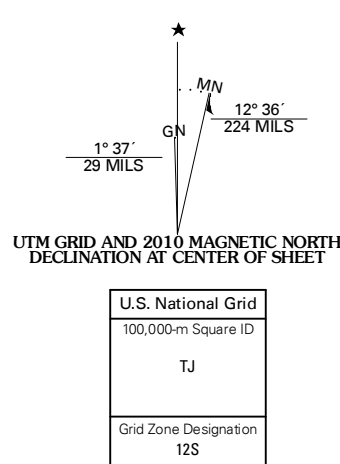 ★
MN
GN
12° 36´
224 MILS
1° 37´
29 MILS
UTM GRID AND 2010 MAGNETIC NORTH
DECLINATION AT CENTER OF SHEET
U.S. National Grid
100,000-m Square ID
TJ
Grid Zone Designation
12S